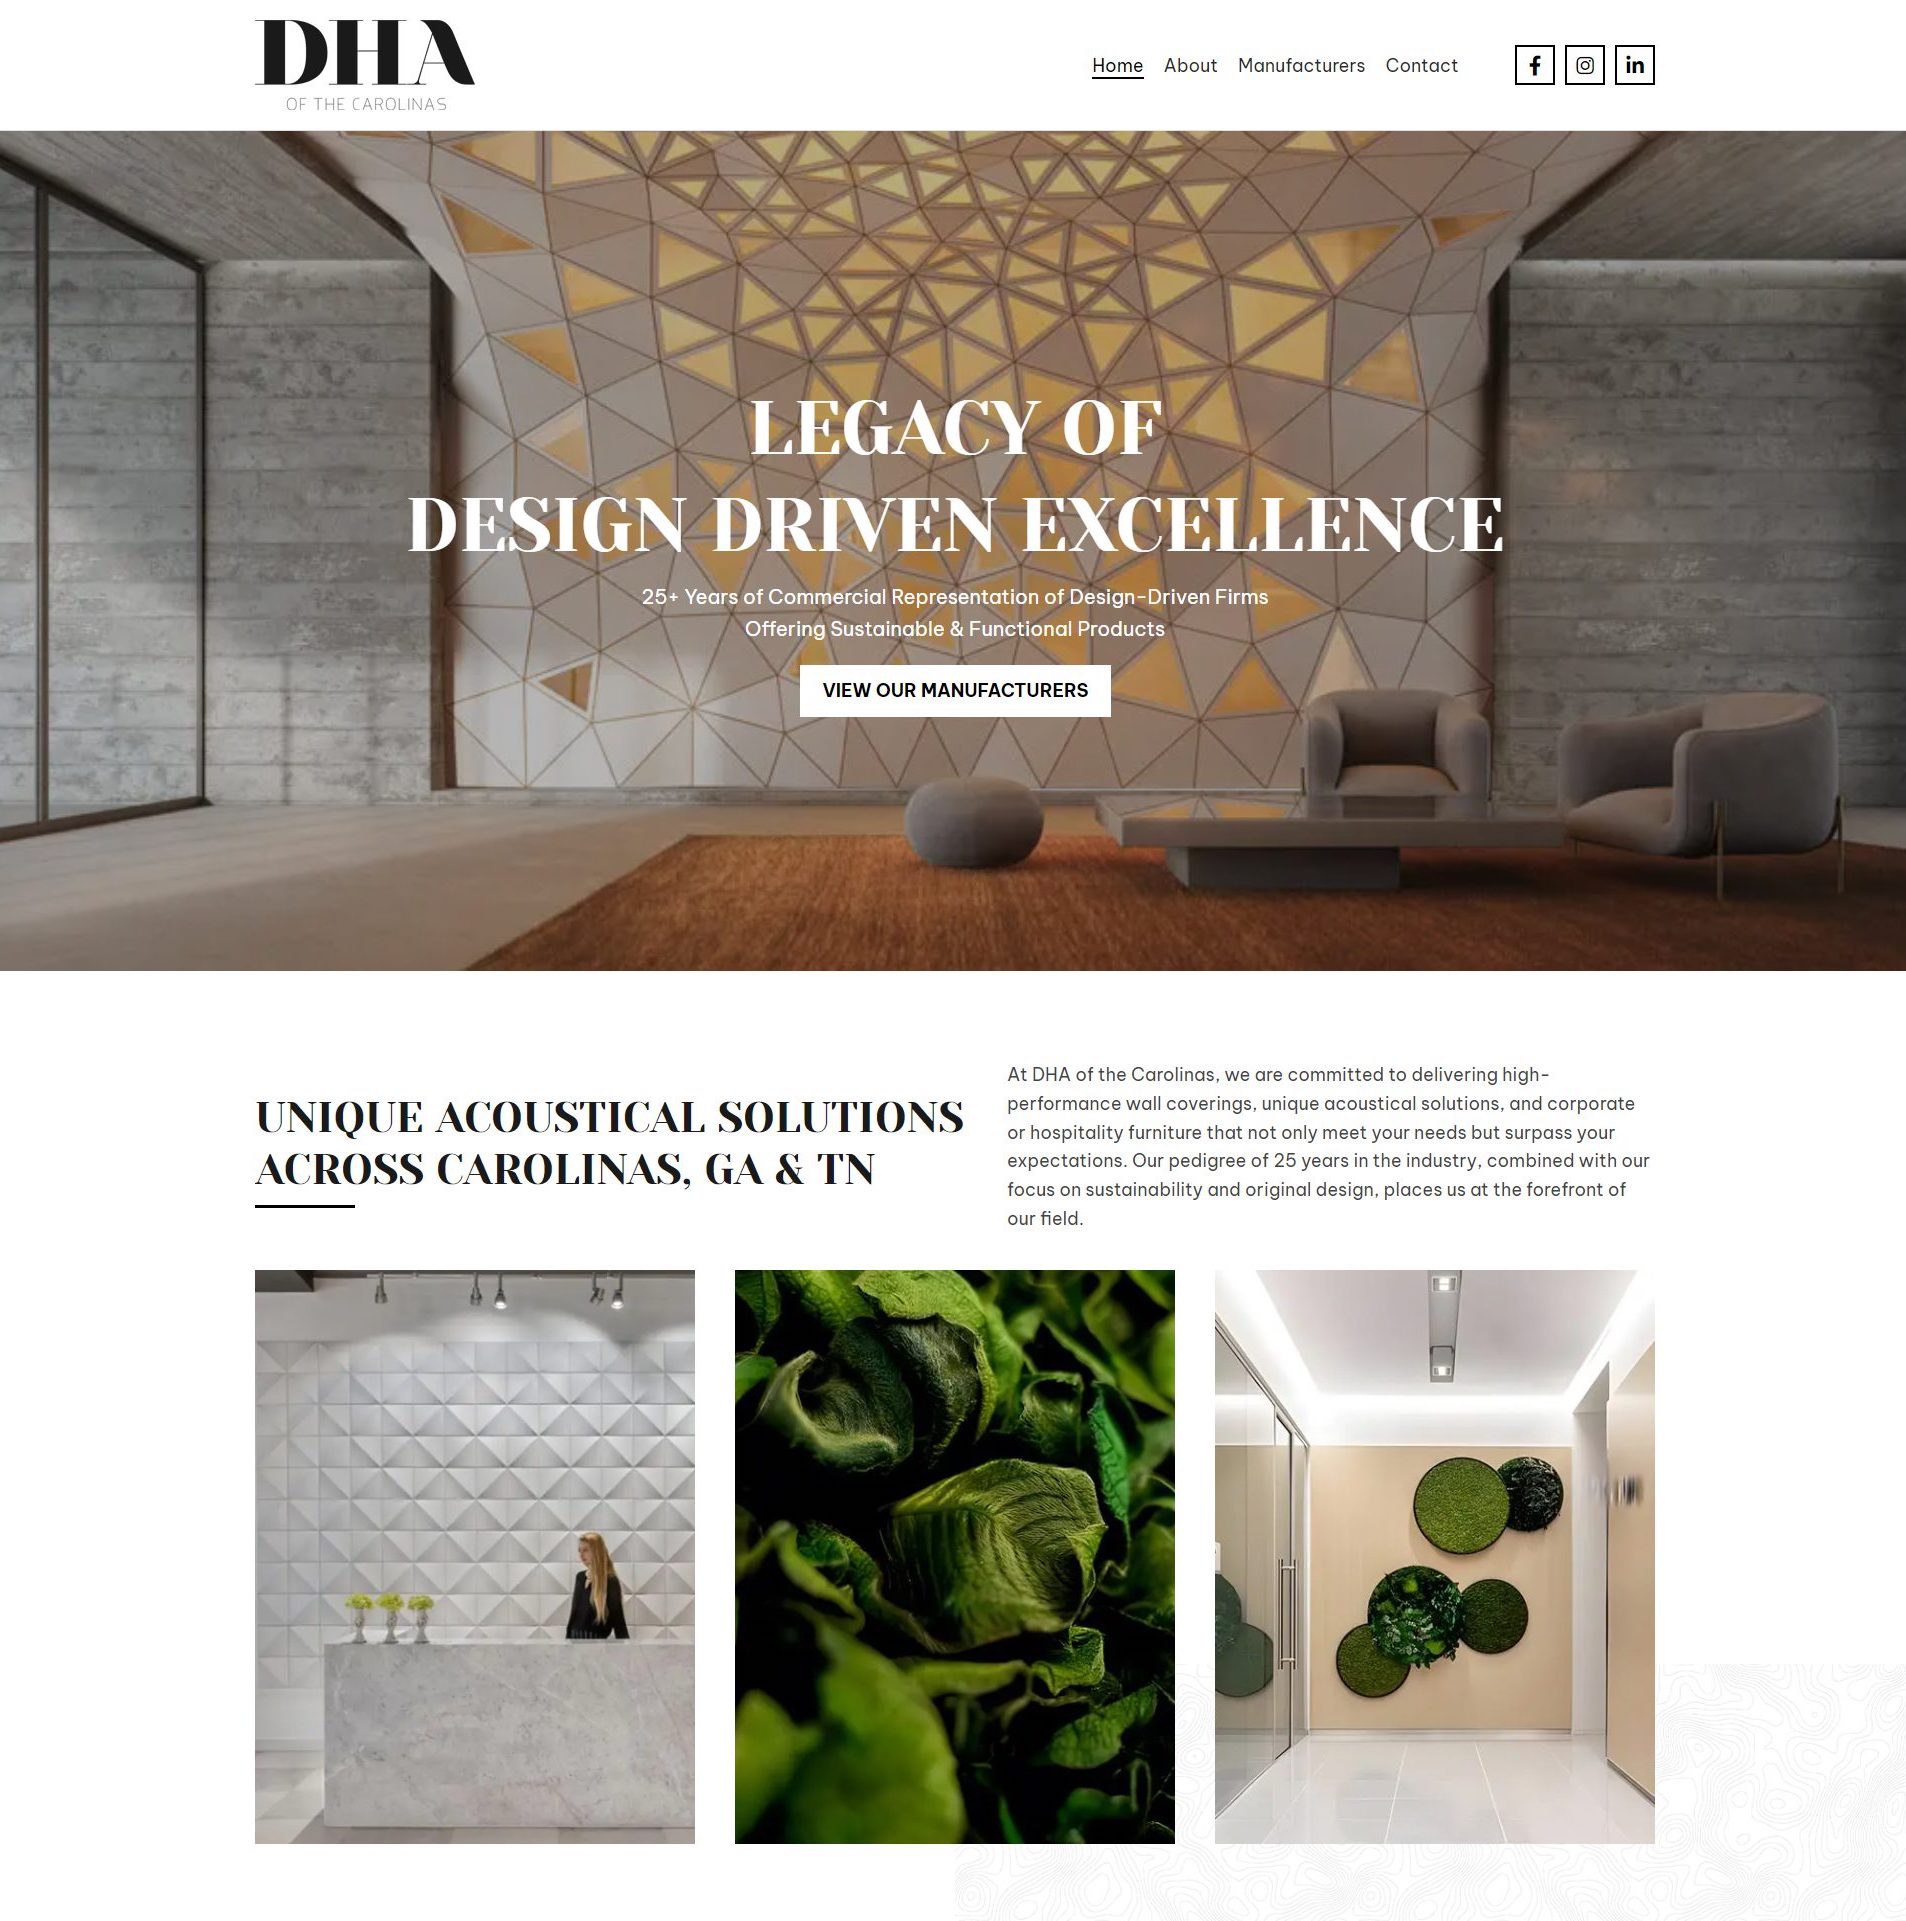 DHA
OF THE CAROLINAS
Home About Manufacturers Contact
LEGACY OF
DESIGN DRIVEN EXCELLENCE
25+ Years of Commercial Representation of Design-Driven Firms
Offering Sustainable & Functional Products
VIEW OUR MANUFACTURERS
UNIQUE ACOUSTICAL SOLUTIONS
ACROSS CAROLINAS, GA & TN
At DHA of the Carolinas, we are committed to delivering high-
performance wall coverings, unique acoustical solutions, and corporate
or hospitality furniture that not only meet your needs but surpass your
expectations. Our pedigree of 25 years in the industry, combined with our
focus on sustainability and original design, places us at the forefront of
our field.